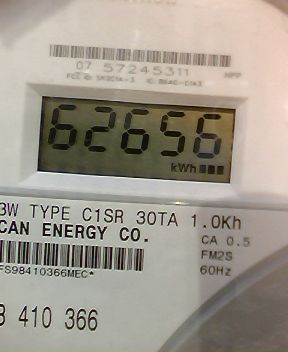 07 57245311
62656
kWh
3W TYPE C1SR 30TA 1.0Kh
CAN ENERGY CO.
CA 0.5
FM2S
60Hz
FS98410366MEC*
3 410 366